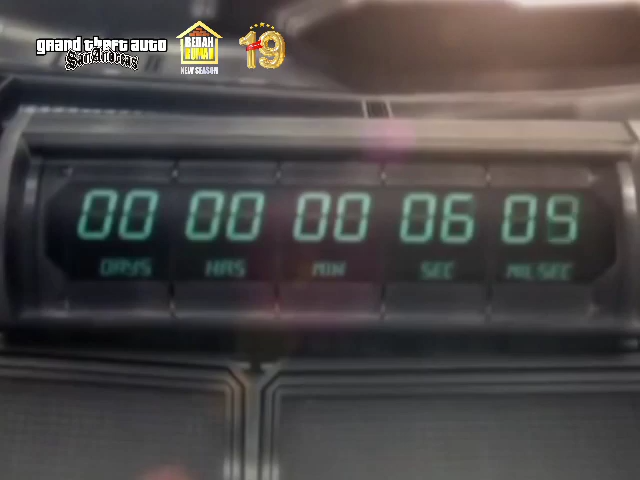 grand theft auto
San Andreas
BEDAH
RUMAH
NEW SEASON
19
00 00 00 06 09
DAYS HRS MIN SEC MILSEC